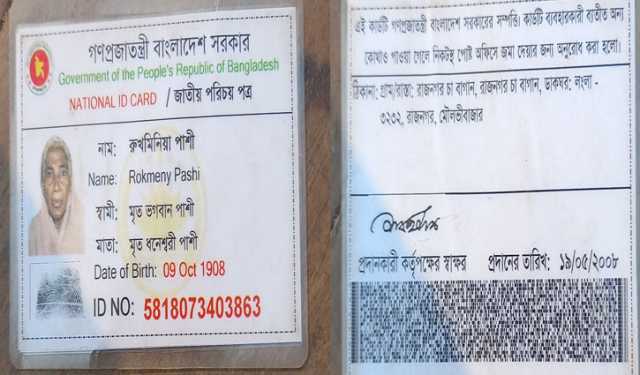 গণপ্রজাতন্ত্রী বাংলাদেশ সরকার
Government of the People's Republic of Bangladesh
NATIONAL ID CARD / জাতীয় পরিচয় পত্র
নাম: রুখমিনিয়া পাশী
Name: Rokmeny Pashi
স্বামী: মৃত ভগবান পাশী
মাতা: মৃত ধনেশ্বরী পাশী
Date of Birth: 09 Oct 1908
ID NO: 5818073403863
এই কার্ডটি গণপ্রজাতন্ত্রী বাংলাদেশ সরকারের সম্পত্তি। কার্ডটি ব্যবহারকারী ব্যতীত অন্য
কোথাও পাওয়া গেলে নিকটস্থ পোষ্ট অফিসে জমা দেয়ার জন্য অনুরোধ করা হলো।
ঠিকানা: গ্রাম/রাস্তা: রাজনগর চা বাগান, রাজনগর চা বাগান, ডাকঘর: লংলা -
৩২৩২, রাজনগর, মৌলভীবাজার
প্রদানকারী কর্তৃপক্ষের স্বাক্ষর প্রদানের তারিখ: ১৯/০৫/২০০৮